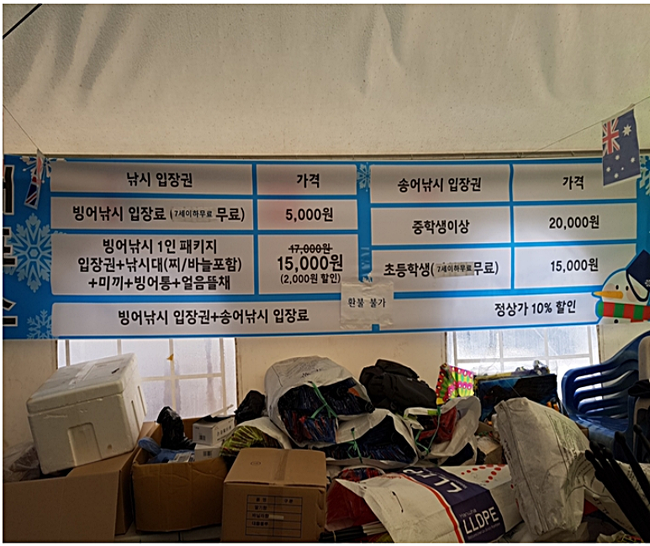 낚시 입장권
가격
빙어낚시 입장료 (7세이하무료 무료)
5,000원
빙어낚시 1인 패키지
입장권+낚시대(찌/바늘포함)
+미끼+빙어통+얼음뜰채
17,000원
15,000원
(2,000원 할인)
송어낚시 입장권
가격
중학생이상
20,000원
초등학생(7세이하무료 무료)
15,000원
환불 불가
빙어낚시 입장권+송어낚시 입장료
정상가 10% 할인
LLDPE